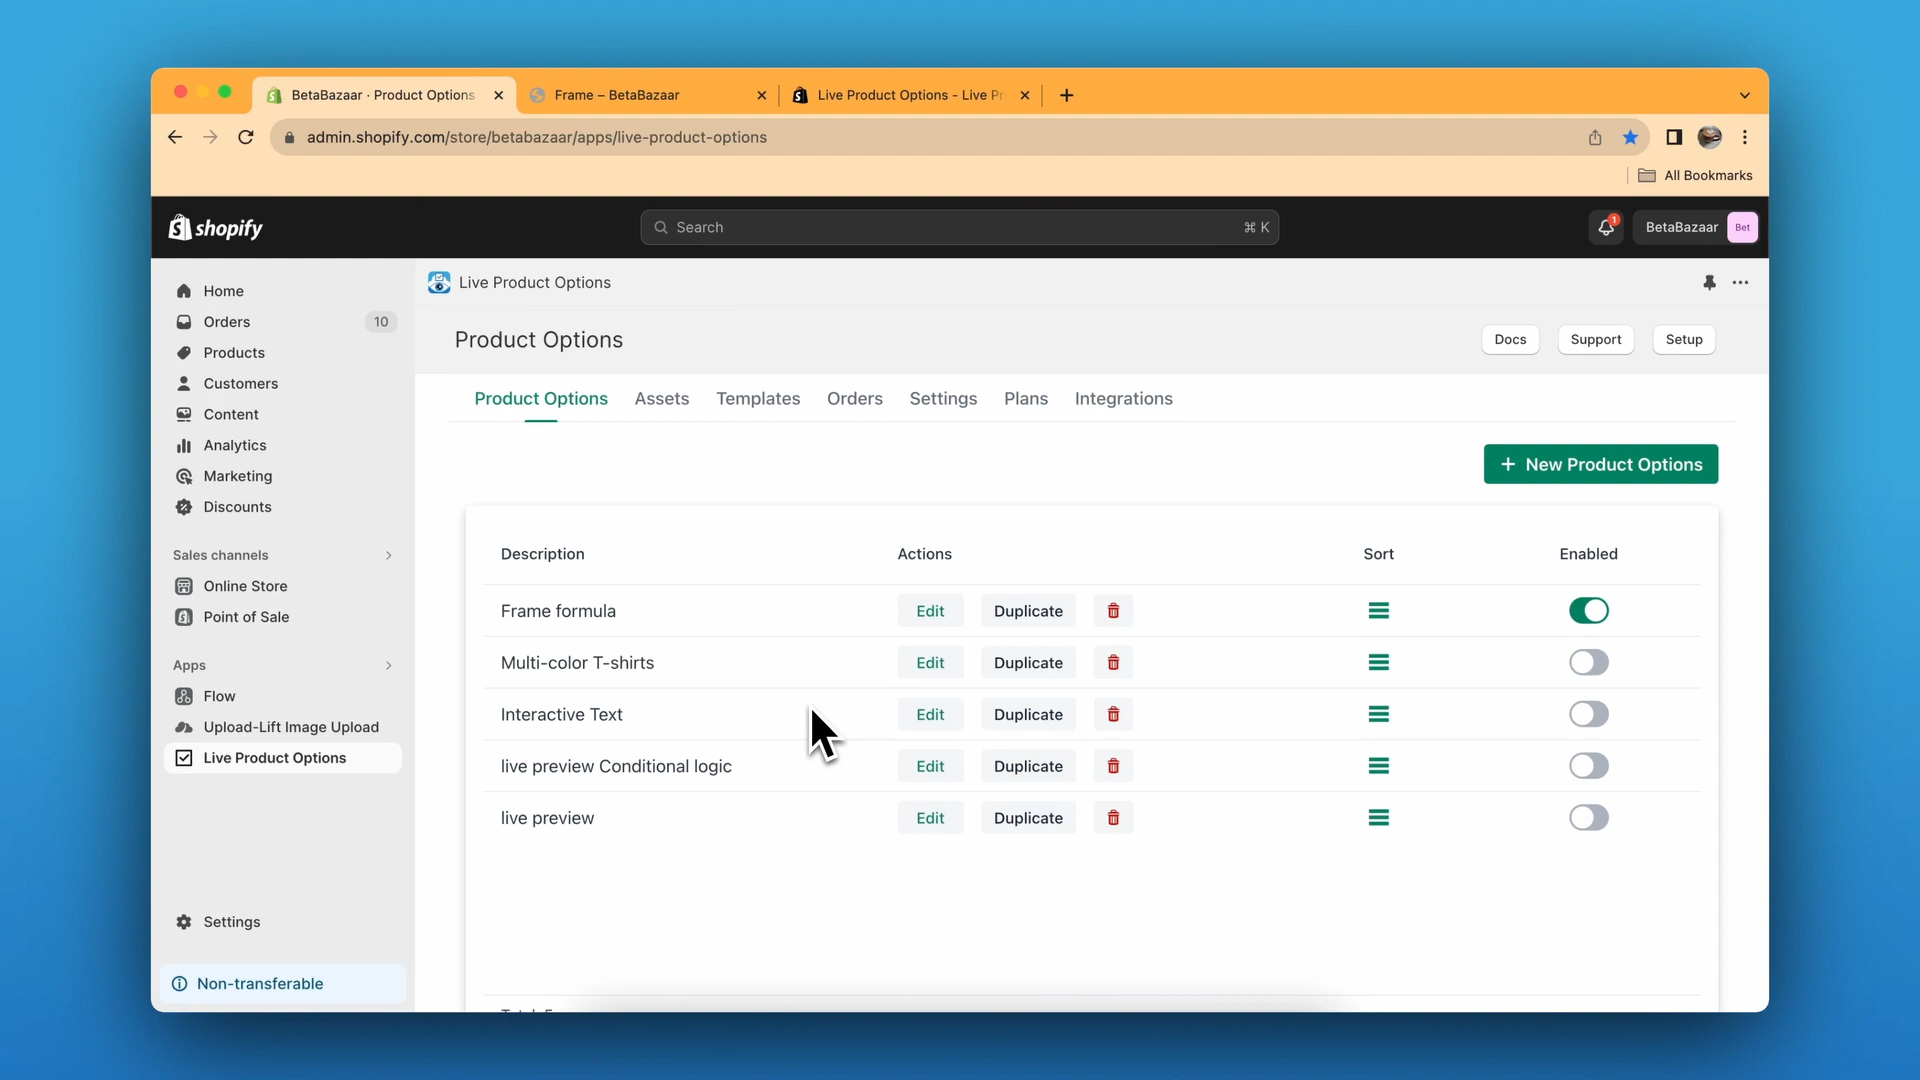 BetaBazaar · Product Options
Frame – BetaBazaar
Live Product Options - Live Pr
admin.shopify.com/store/betabazaar/apps/live-product-options
All Bookmarks
shopify
Search
⌘ K
1
BetaBazaar
Bet
Home
Orders
10
Products
Customers
Content
Analytics
Marketing
Discounts
Sales channels
Online Store
Point of Sale
Apps
Flow
Upload-Lift Image Upload
Live Product Options
Settings
Non-transferable
Live Product Options
Product Options
Docs
Support
Setup
Product Options
Assets
Templates
Orders
Settings
Plans
Integrations
+ New Product Options
Description Actions Sort Enabled
Frame formula Edit Duplicate
Multi-color T-shirts Edit Duplicate
Interactive Text Edit Duplicate
live preview Conditional logic Edit Duplicate
live preview Edit Duplicate